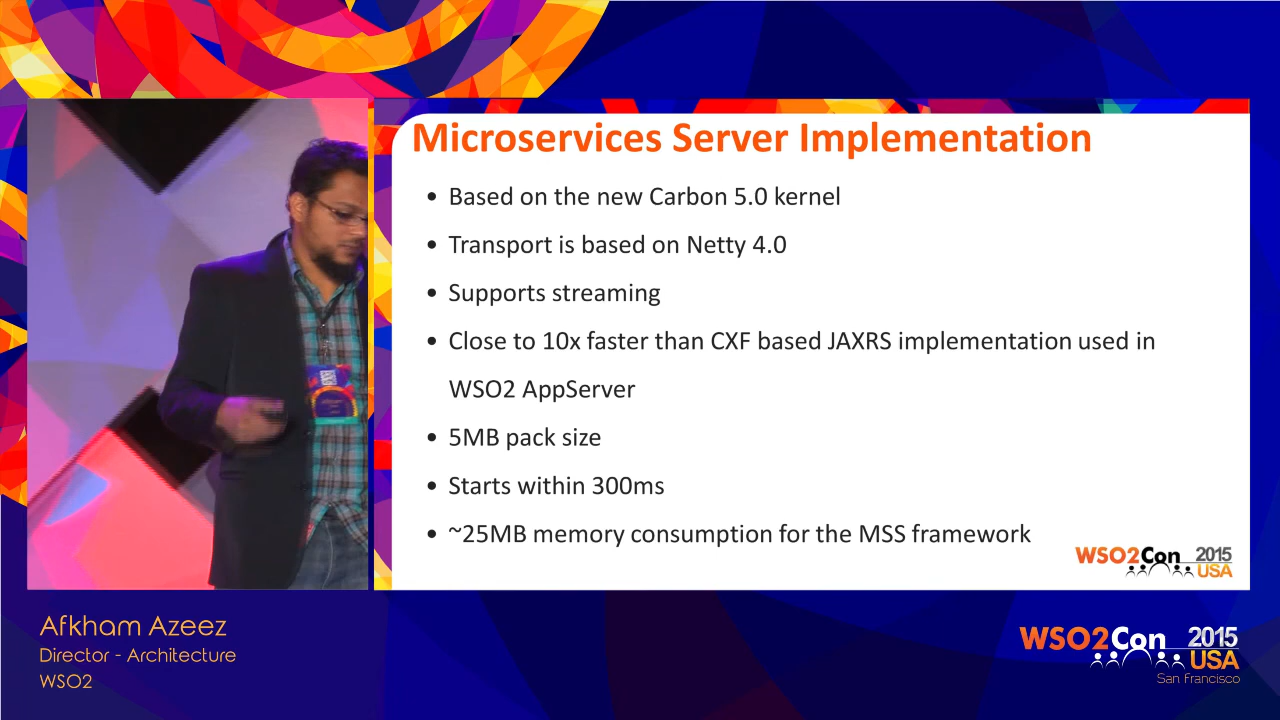 Microservices Server Implementation
• Based on the new Carbon 5.0 kernel
• Transport is based on Netty 4.0
• Supports streaming
• Close to 10x faster than CXF based JAXRS implementation used in
WSO2 AppServer
• 5MB pack size
• Starts within 300ms
• ~25MB memory consumption for the MSS framework
WSO2Con 2015
USA
Afkham Azeez
Director - Architecture
WSO2
WSO2Con 2015
USA
San Francisco